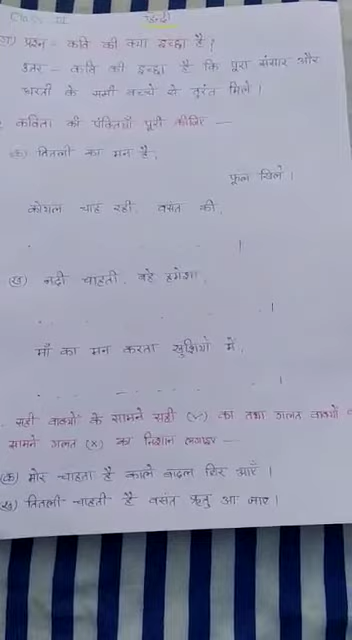 Class III हिन्दी
प्रश्न - कवि की क्या इच्छा है?
उत्तर - कवि की इच्छा है कि पूरा संसार और
धरती के सभी बच्चे से तुरंत मिले।
कविता की पंक्तियाँ पूरी कीजिए —
(क) तितली का मन है,
फूल खिले।
कोयल चाह रही, वसंत की,
।
(ख) नदी चाहती, बहे हमेशा,
।
माँ का मन करता खुशियों में,
।
सही वाक्यों के सामने सही (✓) का तथा गलत वाक्यों
सामने गलत (x) का निशान लगाइए —
(क) मोर चाहता है काले बादल घिर आएँ।
(ख) तितली चाहती है वसंत ऋतु आ जाए।